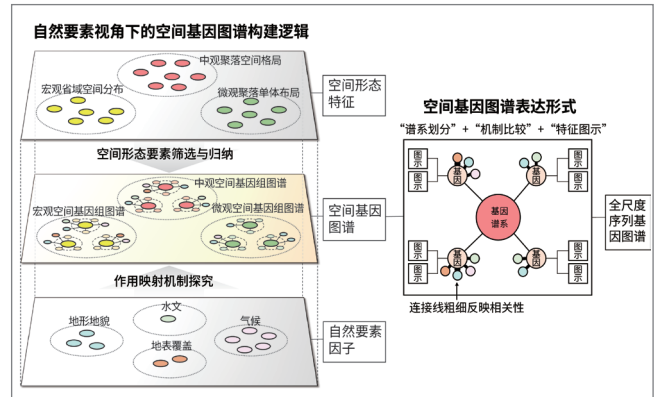 自然要素视角下的空间基因图谱构建逻辑
中观聚落空间格局
宏观省域空间分布
微观聚落单体布局
空间形态
特征
空间形态要素筛选与归纳
中观空间基因组图谱
宏观空间基因组图谱
微观空间基因组图谱
空间基因
图谱
作用映射机制探究
水文
地形地貌
气候
地表覆盖
自然要素
因子
空间基因图谱表达形式
“谱系划分” + “机制比较” + “特征图示”
图示
图示
基因
基因
图示
图示
基因
谱系
图示
图示
基因
基因
图示
图示
连接线粗细反映相关性
全尺度
序列基
因图谱